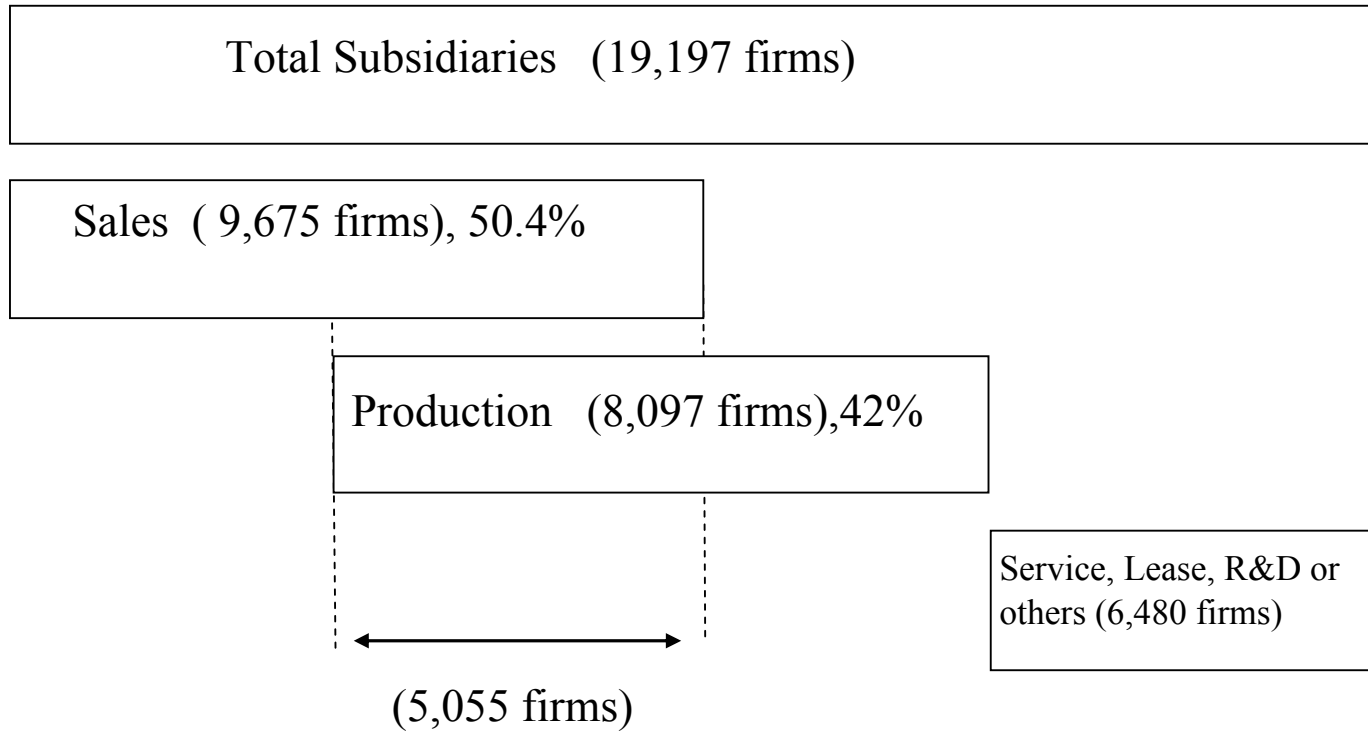 Total Subsidiaries (19,197 firms)
Sales ( 9,675 firms), 50.4%
Production (8,097 firms),42%
Service, Lease, R&D or
others (6,480 firms)
(5,055 firms)